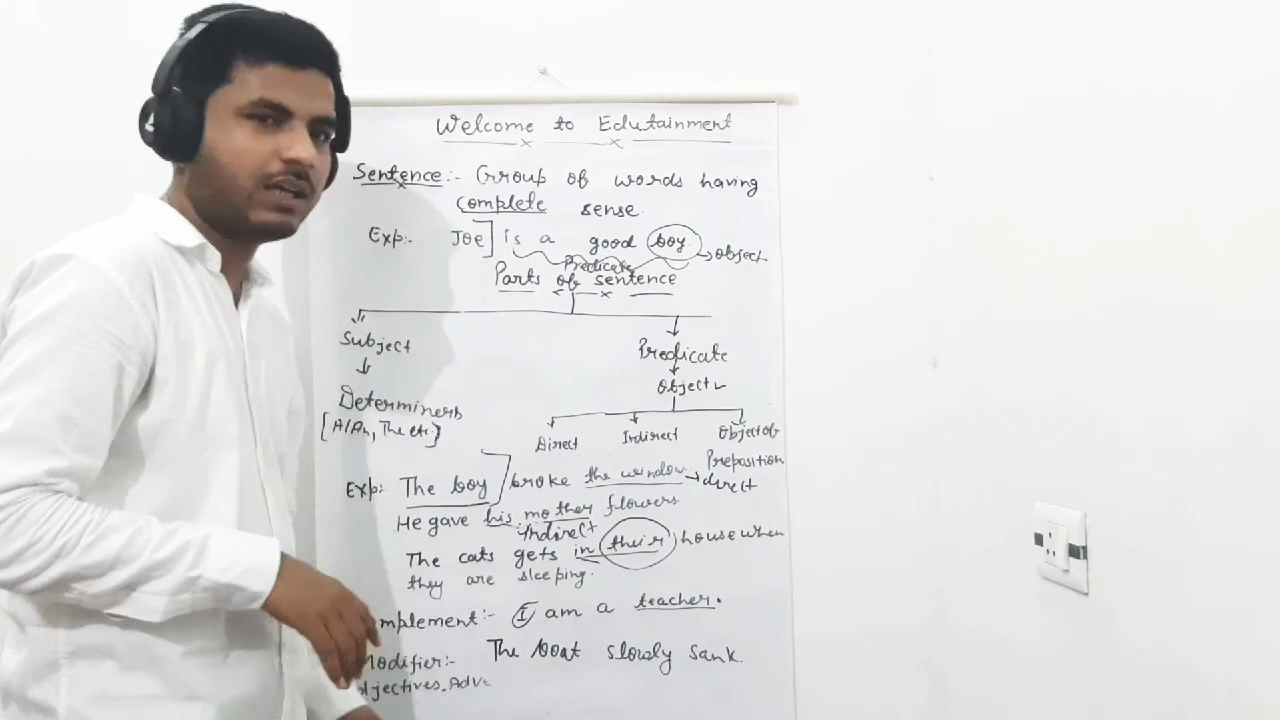 Welcome to Edutainment
Sentence:- Group of words having
complete sense.
Exp:- Joe] is a good boy → object
Predicate
Parts of sentence
Subject
Predicate
Object
Determiners
[A/An, The etc]
Direct Indirect Object of
Preposition
Exp:- The boy] broke the window → direct
He gave his mother flowers
Indirect
The cats gets in their house when
they are sleeping.
mplement:- I am a teacher.
Modifier:- The boat slowly sank.
djectives, Adve